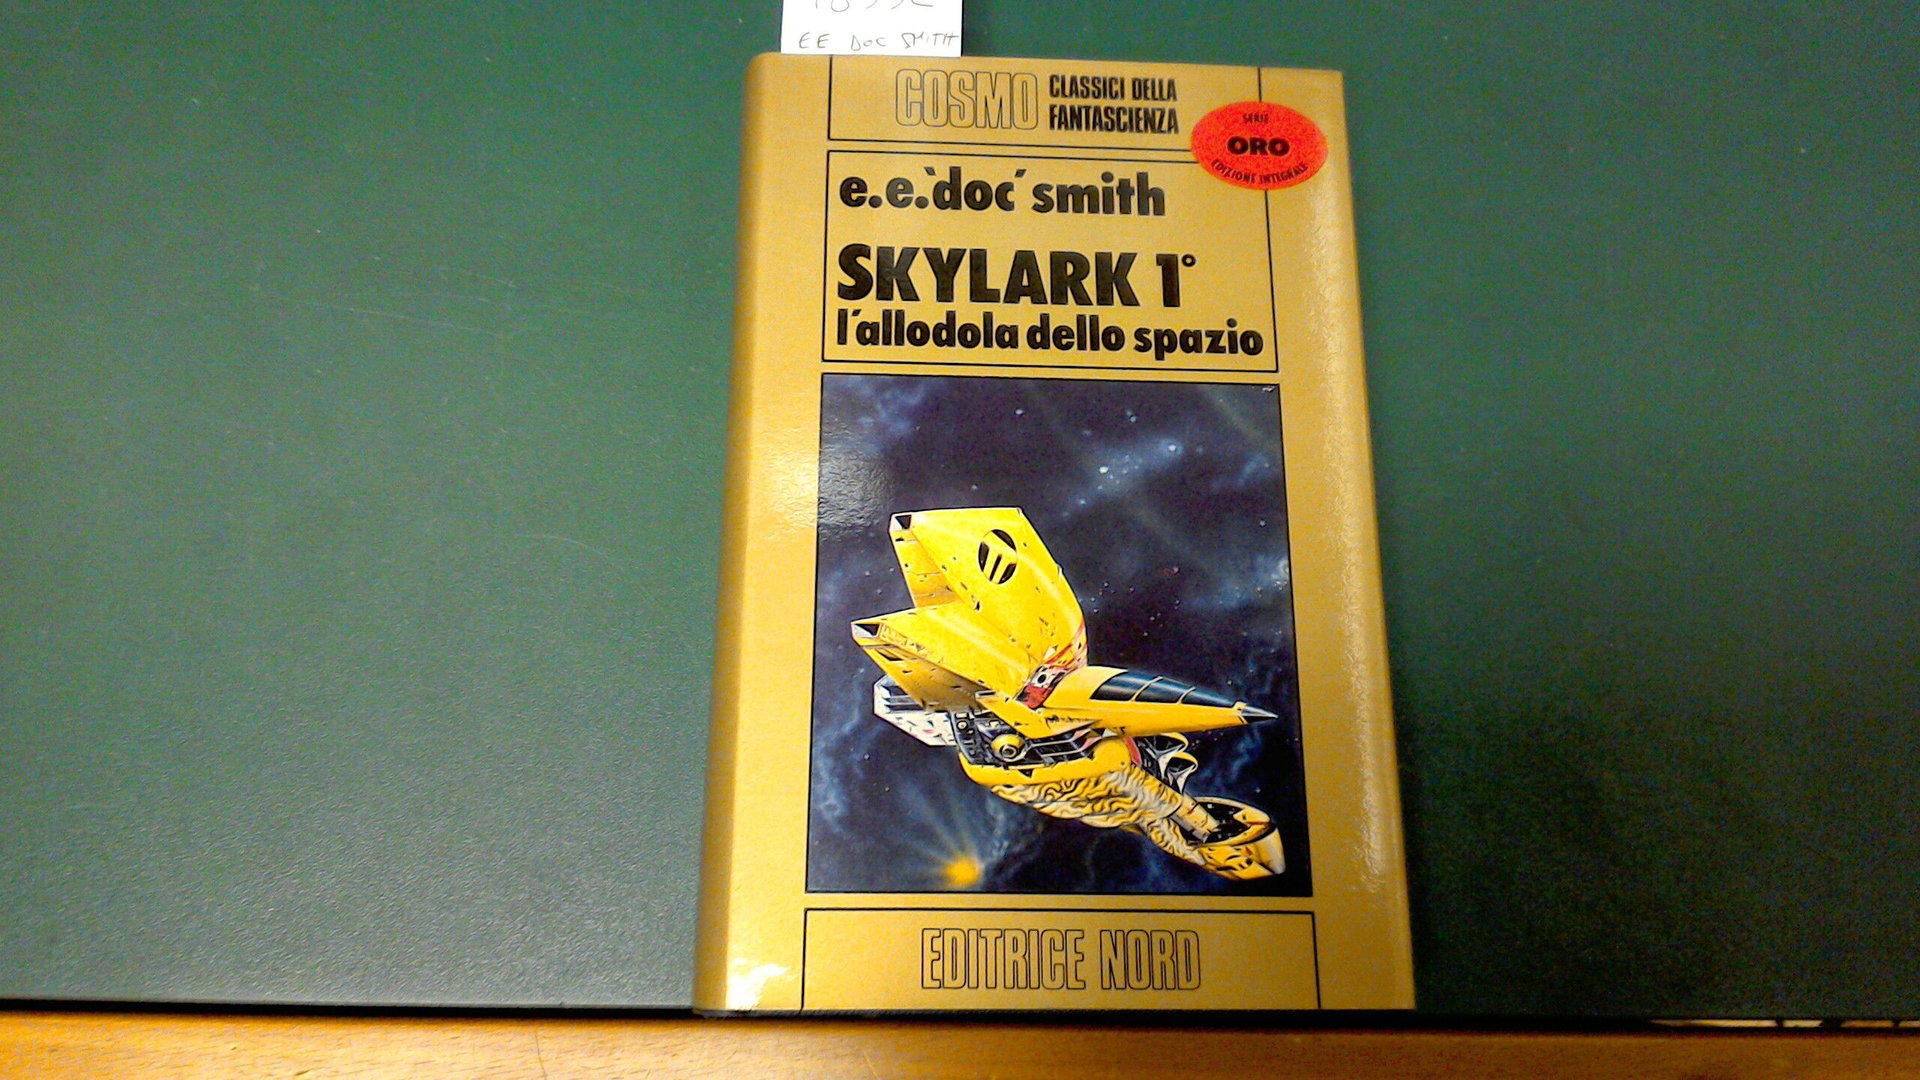 EE DOC SMITH
COSMO CLASSICI DELLA
FANTASCIENZA
SERIE
ORO
EDIZIONE INTEGRALE
e.e.`doc´ smith
SKYLARK 1°
l´allodola dello spazio
EDITRICE NORD